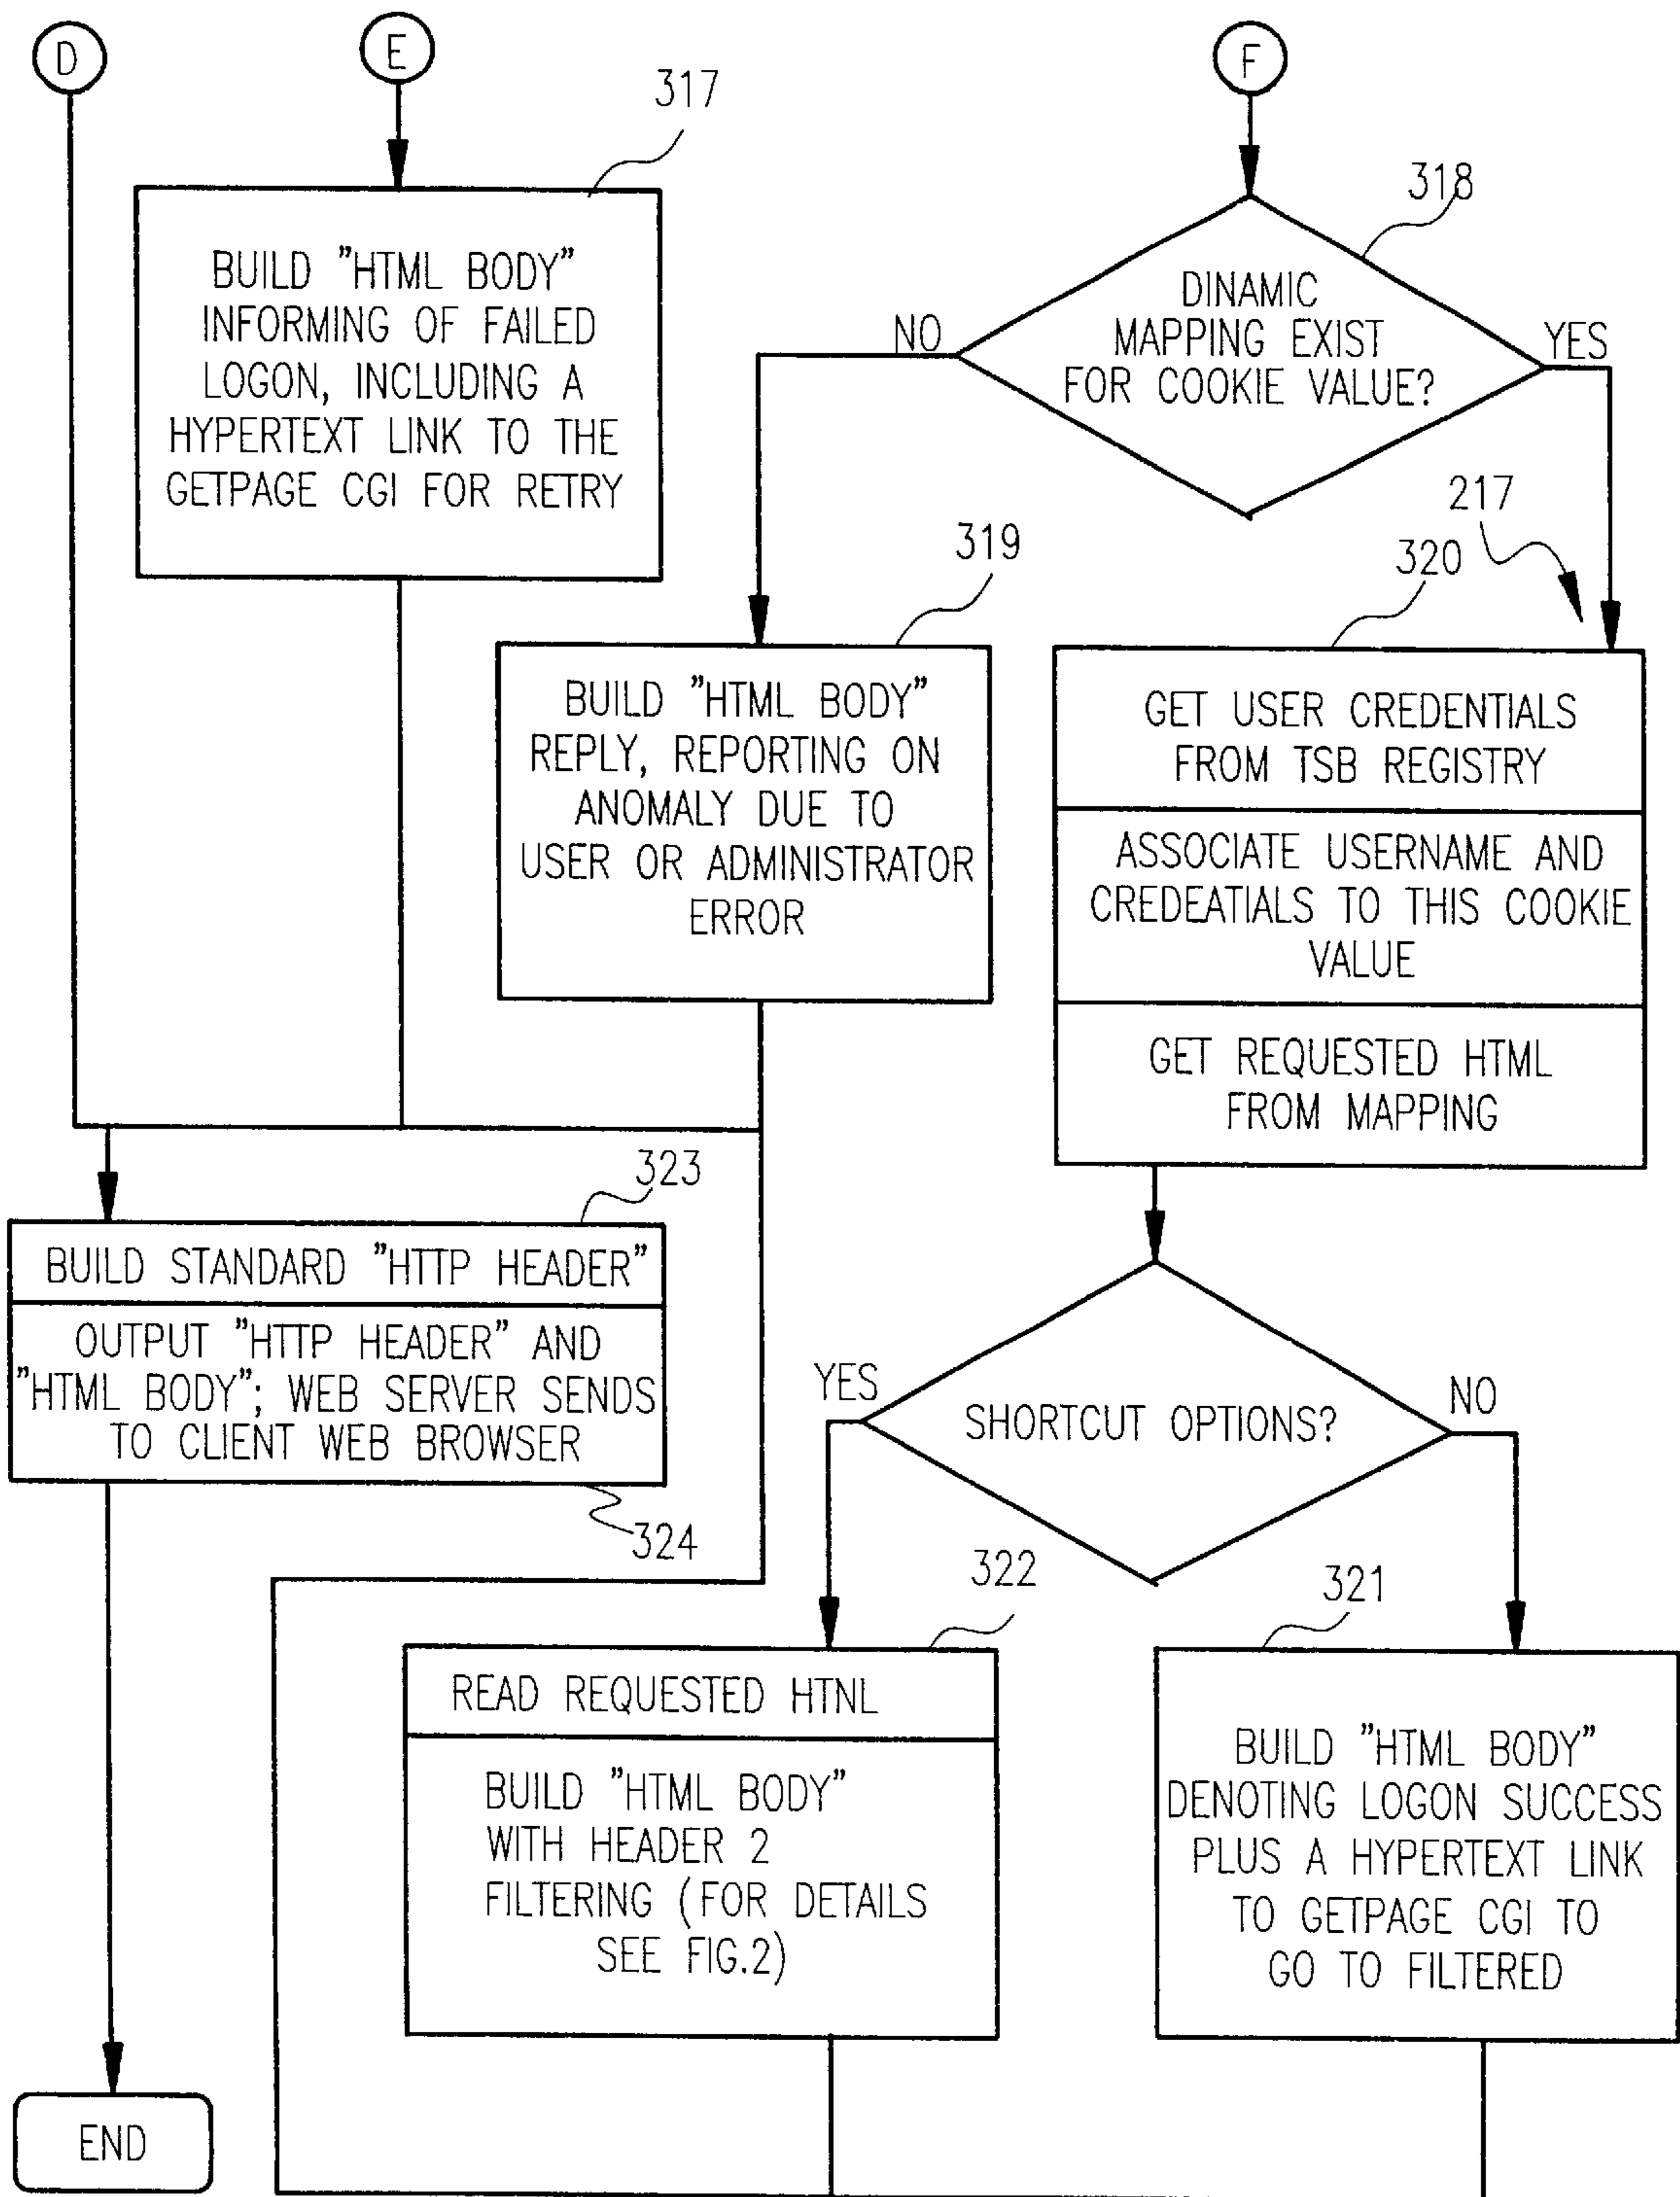 D
E
F
317
BUILD "HTML BODY"
INFORMING OF FAILED
LOGON, INCLUDING A
HYPERTEXT LINK TO THE
GETPAGE CGI FOR RETRY
318
DINAMIC
MAPPING EXIST
FOR COOKIE VALUE?
NO
YES
217
319
BUILD "HTML BODY"
REPLY, REPORTING ON
ANOMALY DUE TO
USER OR ADMINISTRATOR
ERROR
320
GET USER CREDENTIALS
FROM TSB REGISTRY
ASSOCIATE USERNAME AND
CREDEATIALS TO THIS COOKIE
VALUE
GET REQUESTED HTML
FROM MAPPING
323
BUILD STANDARD "HTTP HEADER"
OUTPUT "HTTP HEADER" AND
"HTML BODY"; WEB SERVER SENDS
TO CLIENT WEB BROWSER
324
YES
SHORTCUT OPTIONS?
NO
322
READ REQUESTED HTNL
BUILD "HTML BODY"
WITH HEADER 2
FILTERING (FOR DETAILS
SEE FIG.2)
321
BUILD "HTML BODY"
DENOTING LOGON SUCCESS
PLUS A HYPERTEXT LINK
TO GETPAGE CGI TO
GO TO FILTERED
END